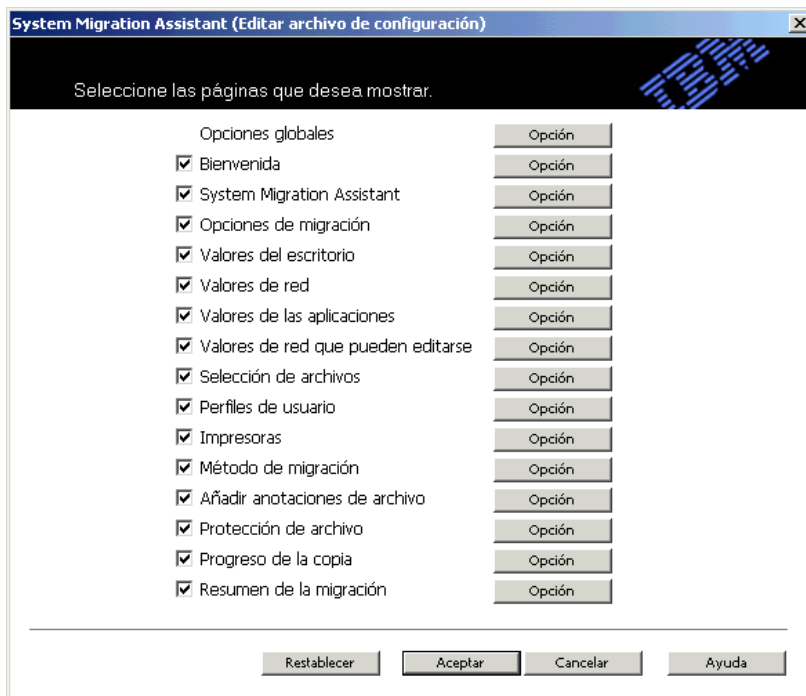 System Migration Assistant (Editar archivo de configuración)
IBM
Seleccione las páginas que desea mostrar.
Opciones globales Opción
Bienvenida Opción
System Migration Assistant Opción
Opciones de migración Opción
Valores del escritorio Opción
Valores de red Opción
Valores de las aplicaciones Opción
Valores de red que pueden editarse Opción
Selección de archivos Opción
Perfiles de usuario Opción
Impresoras Opción
Método de migración Opción
Añadir anotaciones de archivo Opción
Protección de archivo Opción
Progreso de la copia Opción
Resumen de la migración Opción
Restablecer Aceptar Cancelar Ayuda